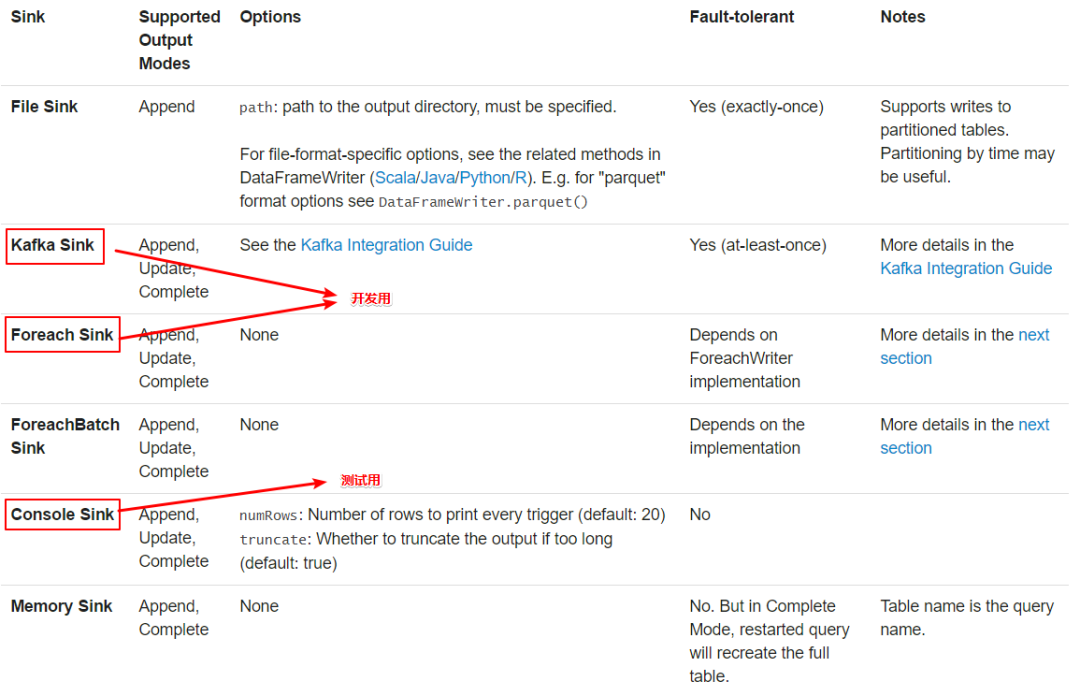 Sink
Supported
Output
Modes
Options
Fault-tolerant
Notes
File Sink
Append
path: path to the output directory, must be specified.
For file-format-specific options, see the related methods in
DataFrameWriter (Scala/Java/Python/R). E.g. for "parquet"
format options see DataFrameWriter.parquet()
Yes (exactly-once)
Supports writes to
partitioned tables.
Partitioning by time may
be useful.
Kafka Sink
Append,
Update,
Complete
See the Kafka Integration Guide
Yes (at-least-once)
More details in the
Kafka Integration Guide
开发用
Foreach Sink
Append,
Update,
Complete
None
Depends on
ForeachWriter
implementation
More details in the next
section
ForeachBatch
Sink
Append,
Update,
Complete
None
Depends on the
implementation
More details in the next
section
测试用
Console Sink
Append,
Update,
Complete
numRows: Number of rows to print every trigger (default: 20)
truncate: Whether to truncate the output if too long
(default: true)
No
Memory Sink
Append,
Complete
None
No. But in Complete
Mode, restarted query
will recreate the full
table.
Table name is the query
name.